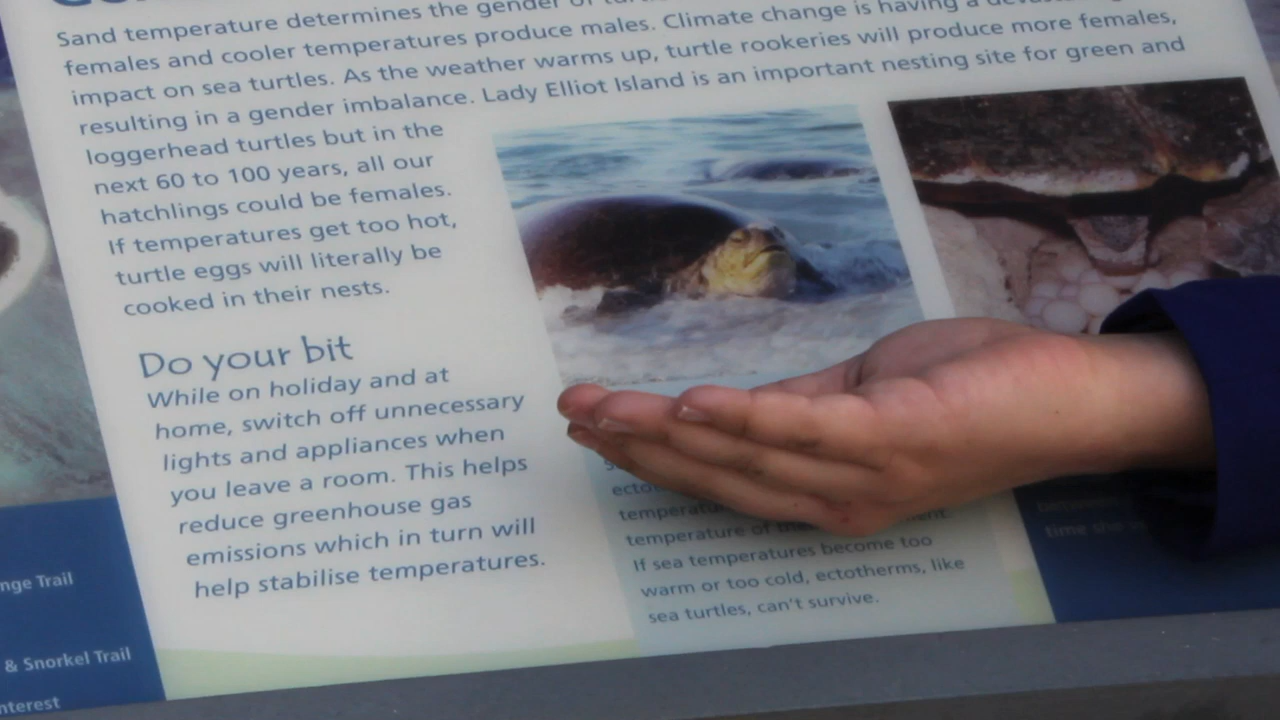 Sand temperature determines the gender of
females and cooler temperatures produce males. Climate change is having a
impact on sea turtles. As the weather warms up, turtle rookeries will produce more females,
resulting in a gender imbalance. Lady Elliot Island is an important nesting site for green and
loggerhead turtles but in the
next 60 to 100 years, all our
hatchlings could be females.
If temperatures get too hot,
turtle eggs will literally be
cooked in their nests.
Do your bit
While on holiday and at
home, switch off unnecessary
lights and appliances when
you leave a room. This helps
reduce greenhouse gas
emissions which in turn will
help stabilise temperatures.
temperature of
If sea temperatures become too
warm or too cold, ectotherms, like
sea turtles, can't survive.
time she
nge Trail
& Snorkel Trail
nterest